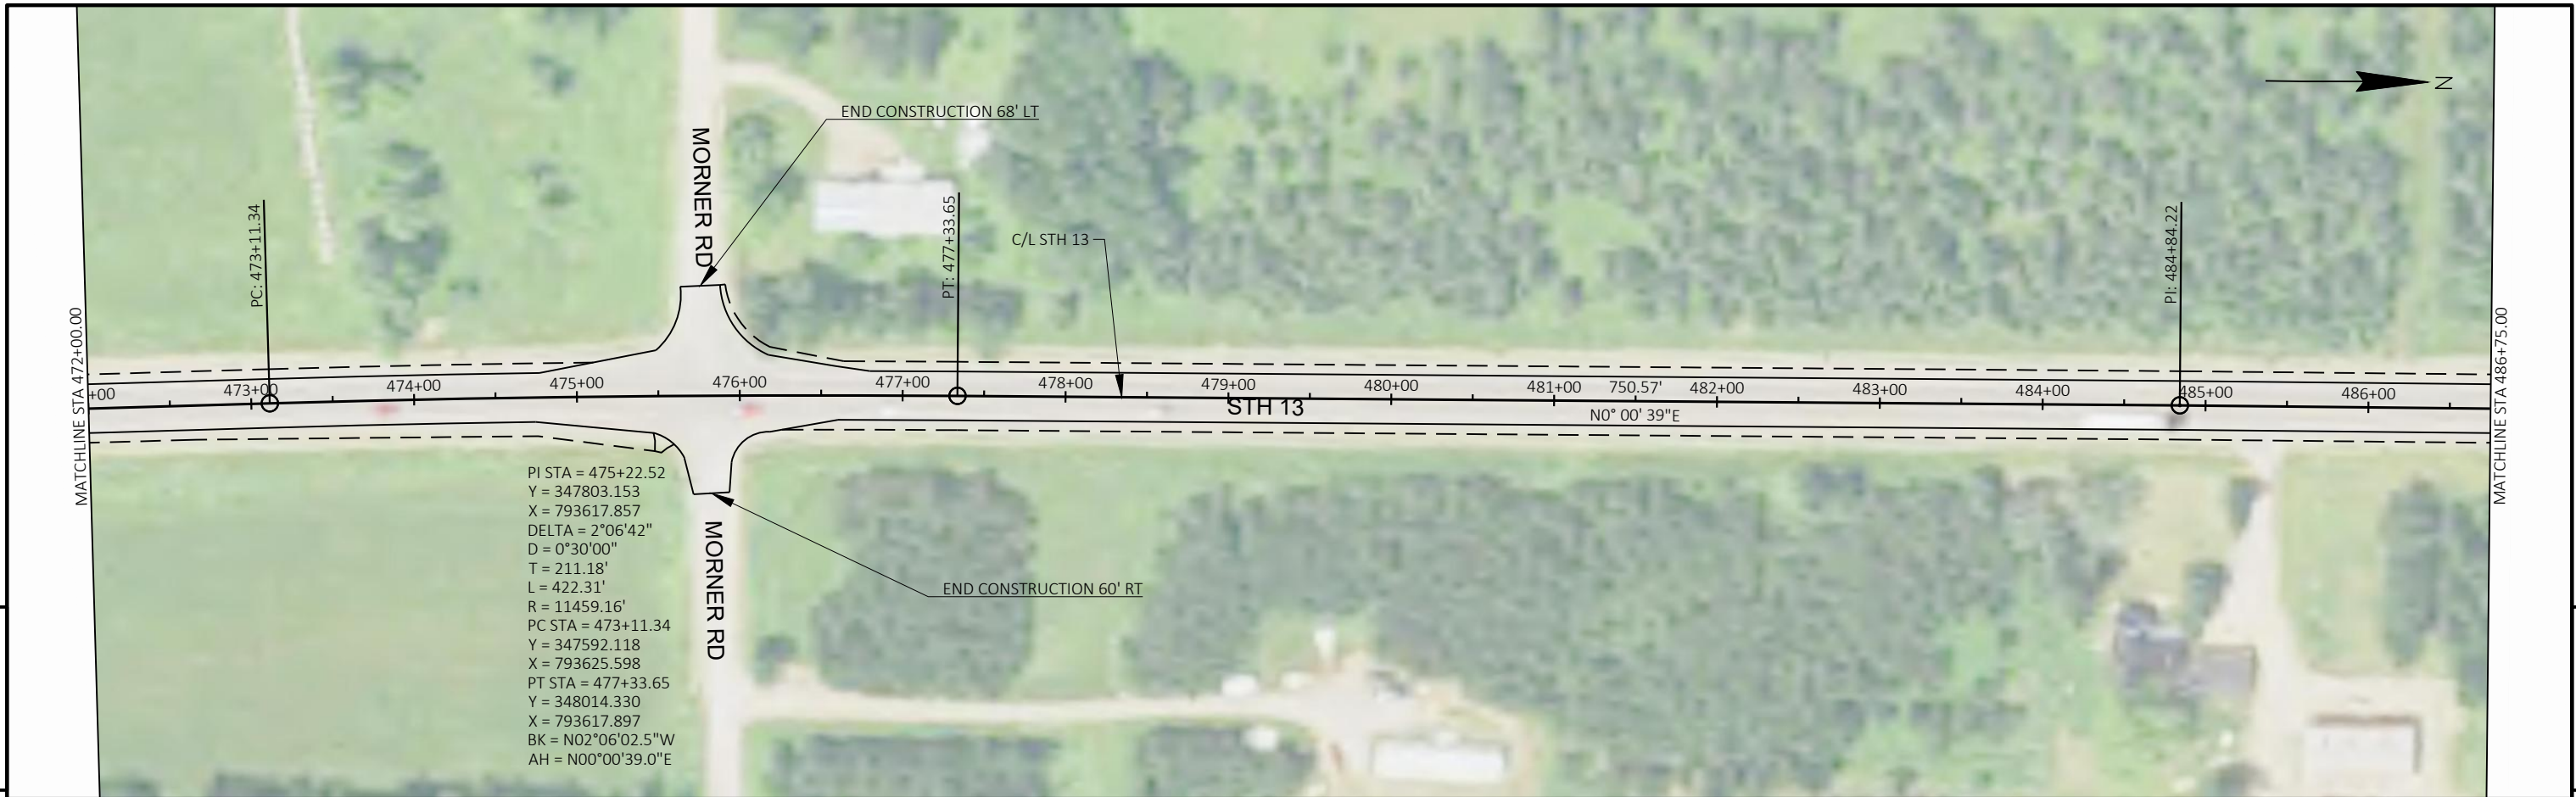 N
END CONSTRUCTION 68' LT
MORNER RD
PC: 473+11.34
PT: 477+33.65
C/L STH 13
PI: 484+84.22
MATCHLINE STA 472+00.00
MATCHLINE STA 486+75.00
+00
473+00
474+00
475+00
476+00
477+00
478+00
479+00
480+00
481+00
750.57'
482+00
483+00
484+00
485+00
486+00
STH 13
N0° 00' 39"E
PI STA = 475+22.52
Y = 347803.153
X = 793617.857
DELTA = 2°06'42"
D = 0°30'00"
T = 211.18'
L = 422.31'
R = 11459.16'
PC STA = 473+11.34
Y = 347592.118
X = 793625.598
PT STA = 477+33.65
Y = 348014.330
X = 793617.897
BK = N02°06'02.5"W
AH = N00°00'39.0"E
MORNER RD
END CONSTRUCTION 60' RT